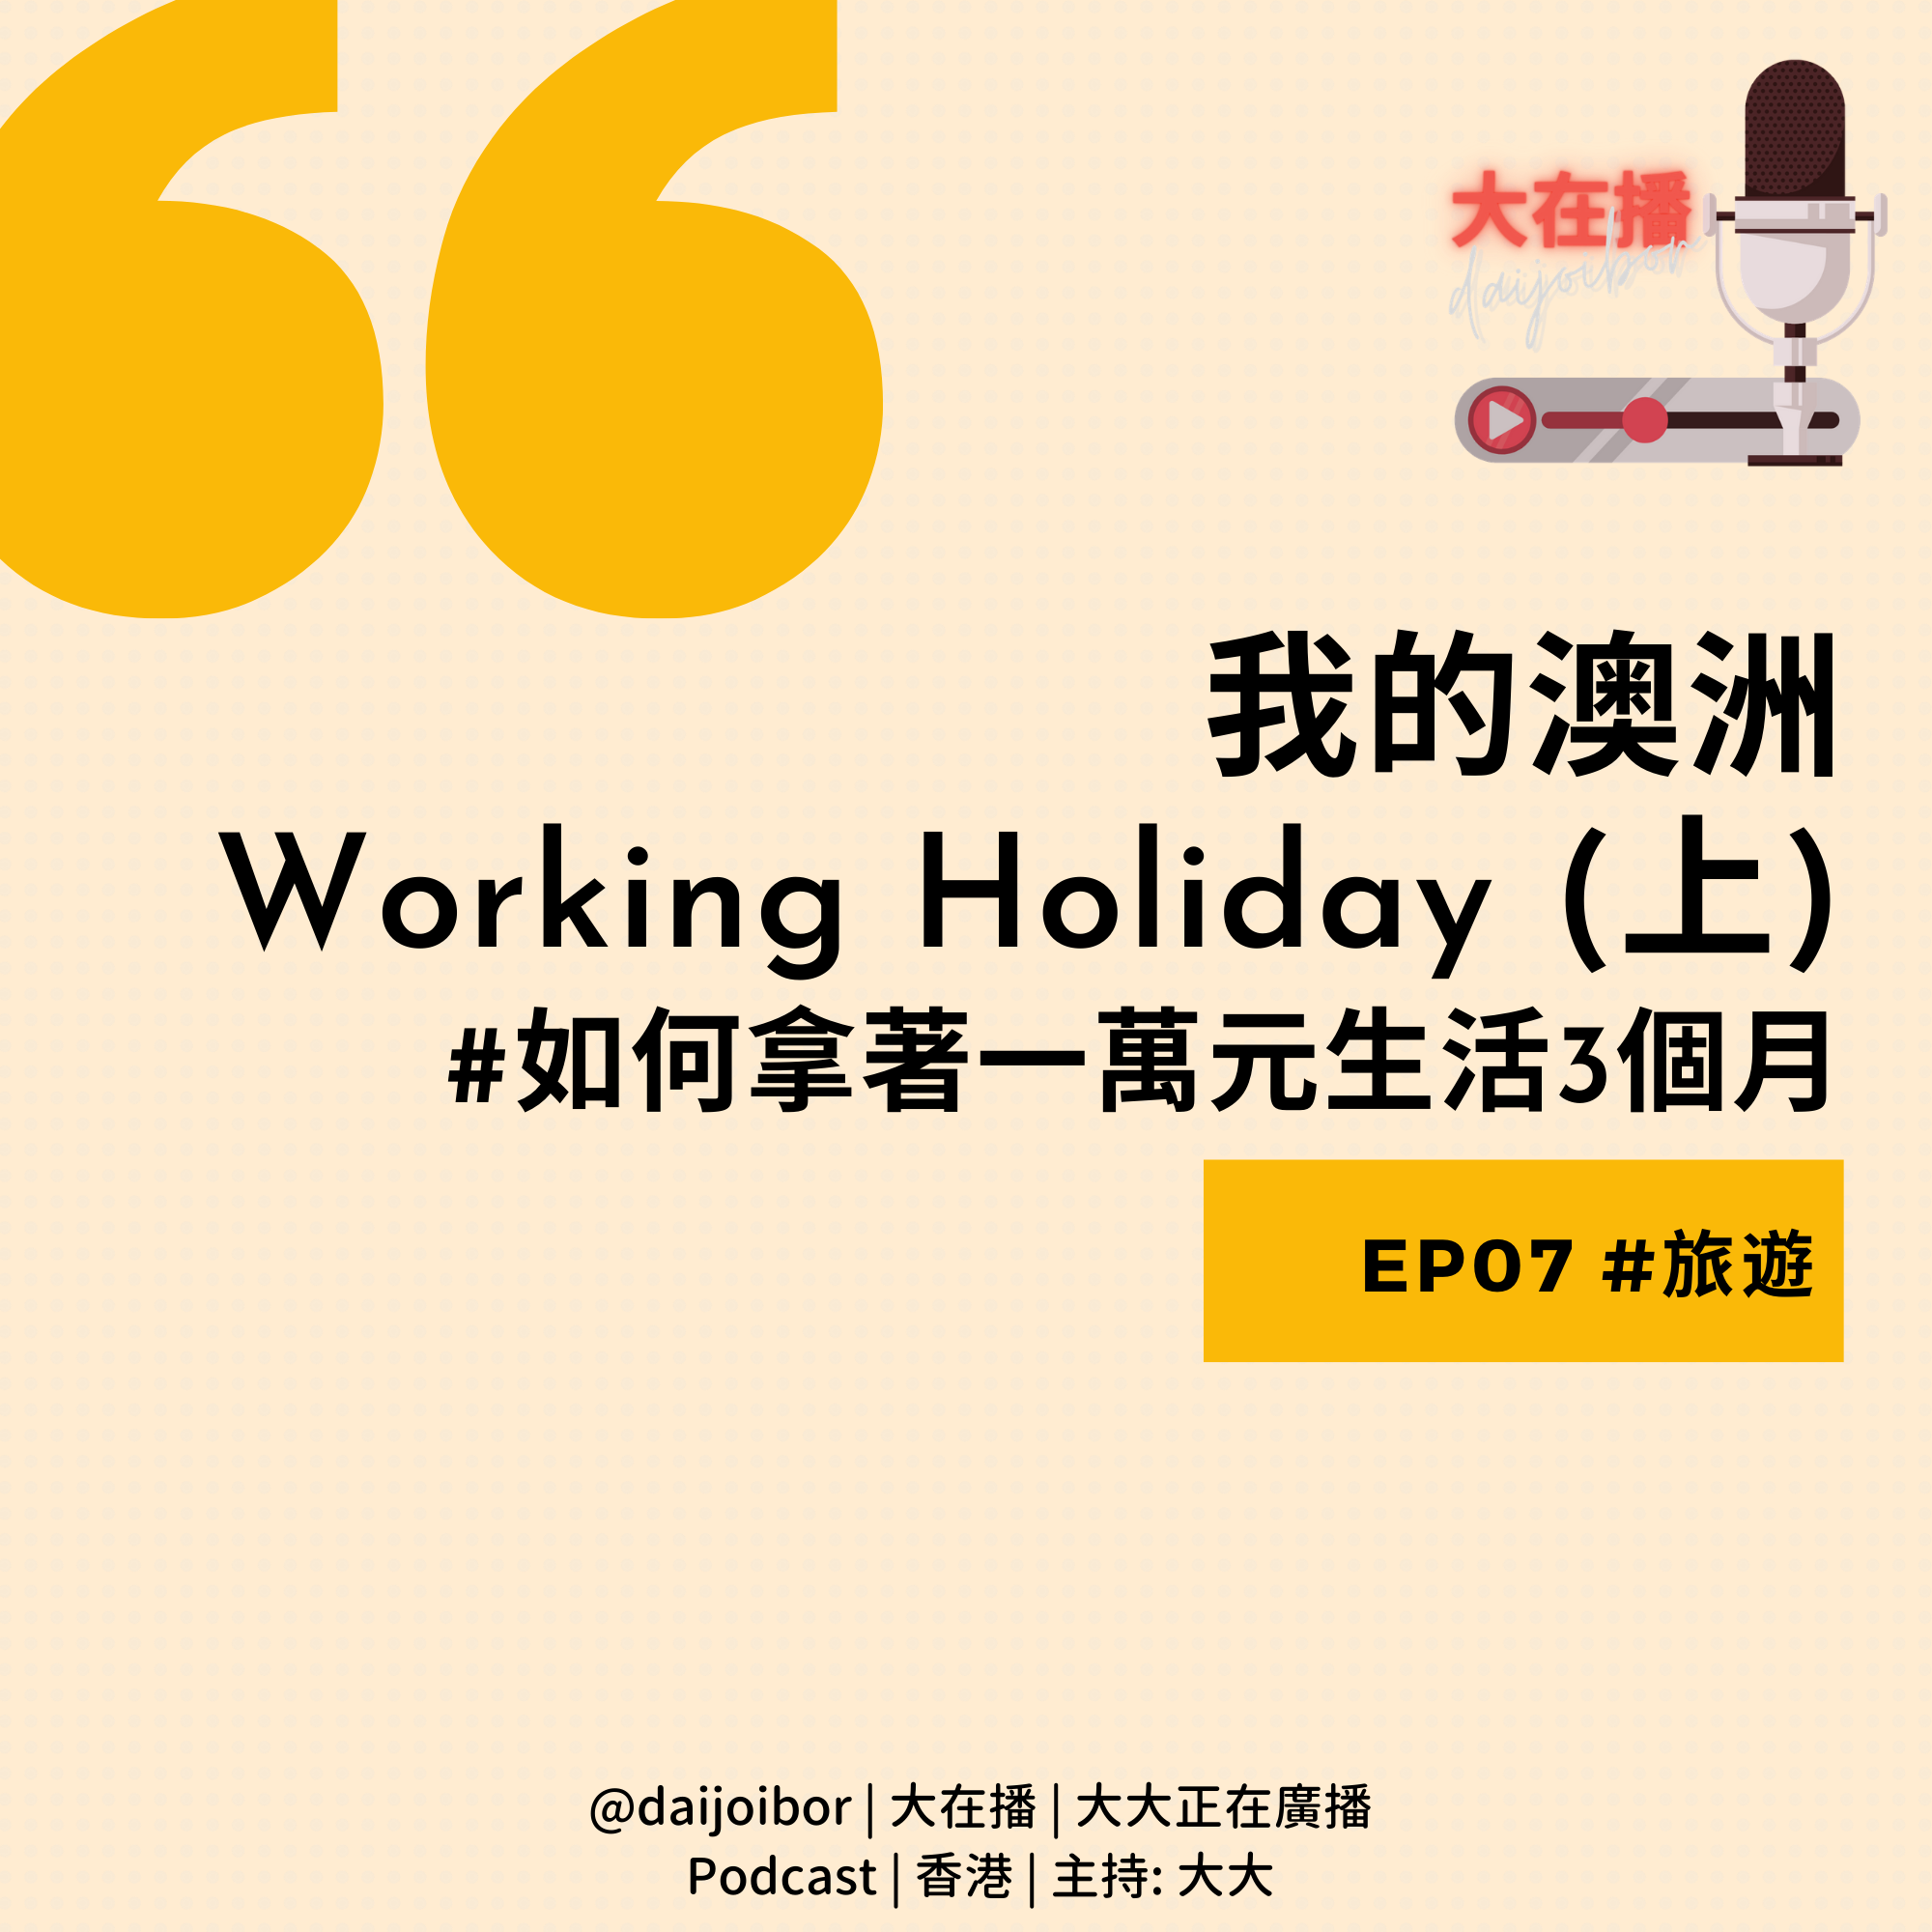 大在播
daijoibor
我的澳洲
Working Holiday (上)
#如何拿著一萬元生活3個月
EP07 #旅遊
@daijoibor | 大在播 | 大大正在廣播
Podcast | 香港 | 主持: 大大